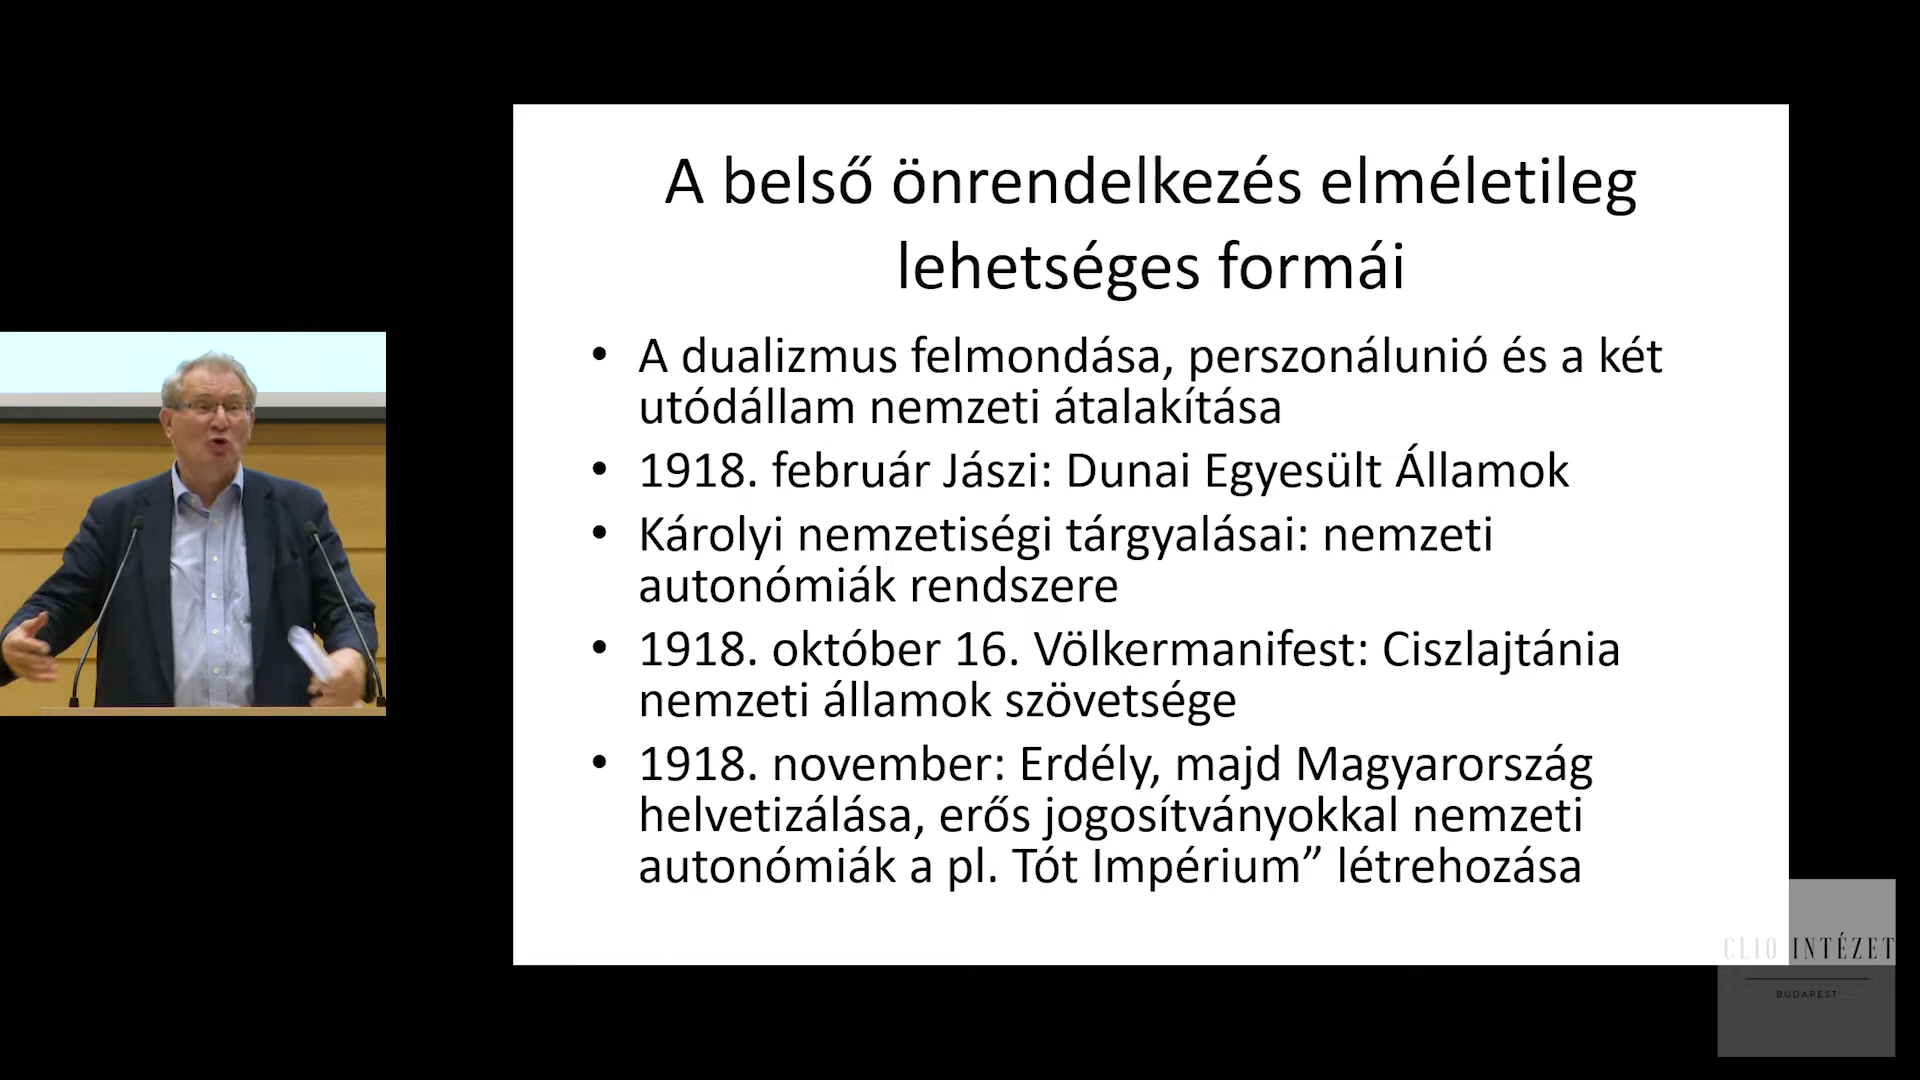 A belső önrendelkezés elméletileg
lehetséges formái
• A dualizmus felmondása, perszonálunió és a két
utódállam nemzeti átalakítása
• 1918. február Jászi: Dunai Egyesült Államok
• Károlyi nemzetiségi tárgyalásai: nemzeti
autonómiák rendszere
• 1918. október 16. Völkermanifest: Ciszlajtánia
nemzeti államok szövetsége
• 1918. november: Erdély, majd Magyarország
helvetizálása, erős jogosítványokkal nemzeti
autonómiák a pl. Tót Impérium” létrehozása
CLIO INTÉZET
BUDAPEST